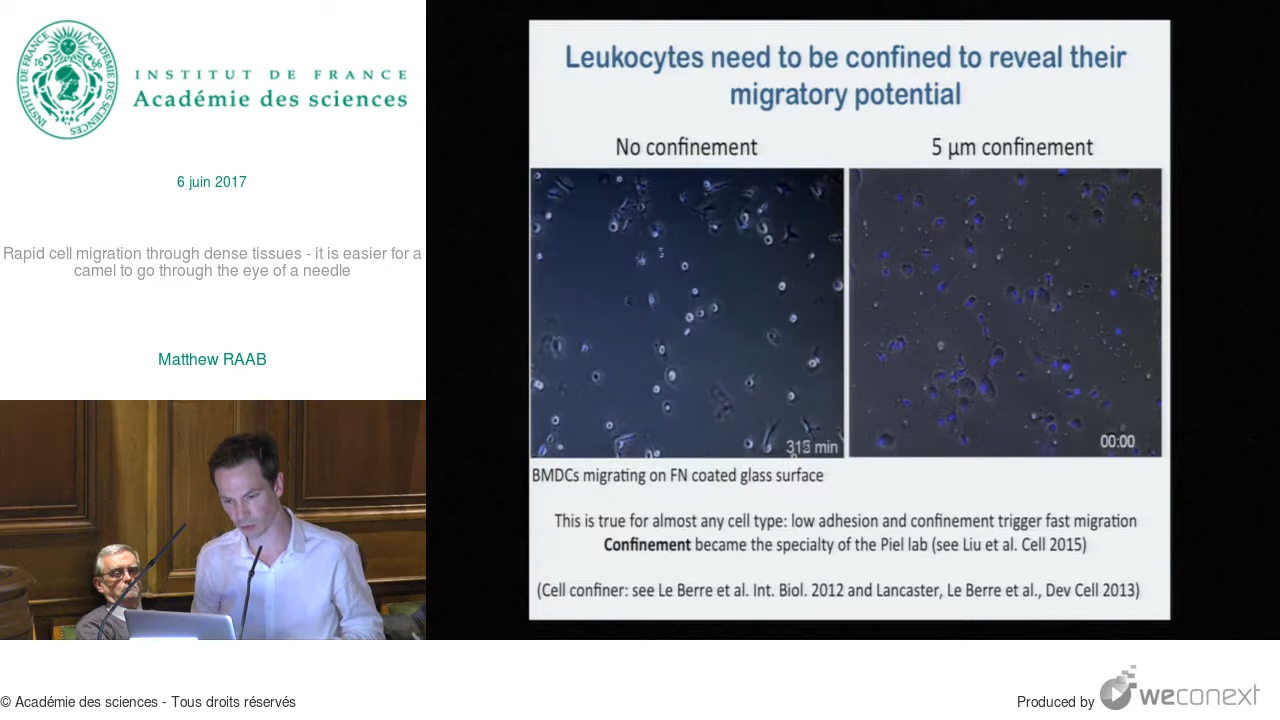 INSTITUT DE FRANCE
Académie des sciences
6 juin 2017
Rapid cell migration through dense tissues - it is easier for a
camel to go through the eye of a needle
Matthew RAAB
Leukocytes need to be confined to reveal their
migratory potential
No confinement
5 µm confinement
315 min
00:00
BMDCs migrating on FN coated glass surface
This is true for almost any cell type: low adhesion and confinement trigger fast migration
Confinement became the specialty of the Piel lab (see Liu et al. Cell 2015)
(Cell confiner: see Le Berre et al. Int. Biol. 2012 and Lancaster, Le Berre et al., Dev Cell 2013)
© Académie des sciences - Tous droits réservés
Produced by weconext